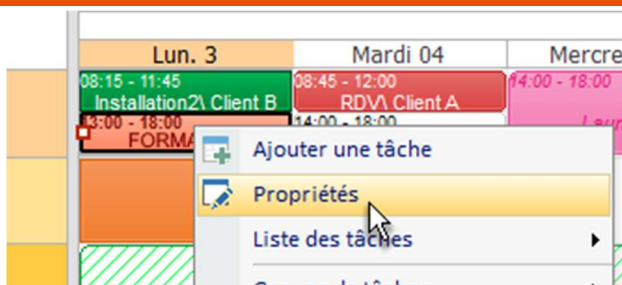 Lun. 3
Mardi 04
Mercre
08:15 - 11:45
Installation2\ Client B
08:45 - 12:00
RDV\ Client A
14:00 - 18:00
13:00 - 18:00
FORMA
14:00 - 18:00
Laur
Ajouter une tâche
Propriétés
Liste des tâches